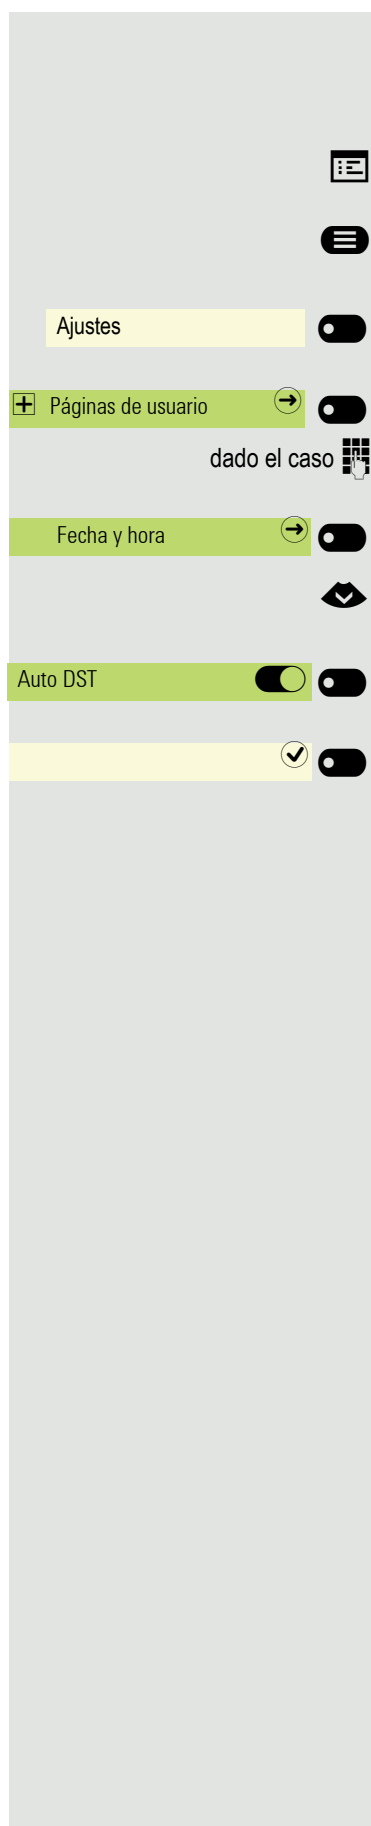 Ajustes
Páginas de usuario
dado el caso
Fecha y hora
Auto DST